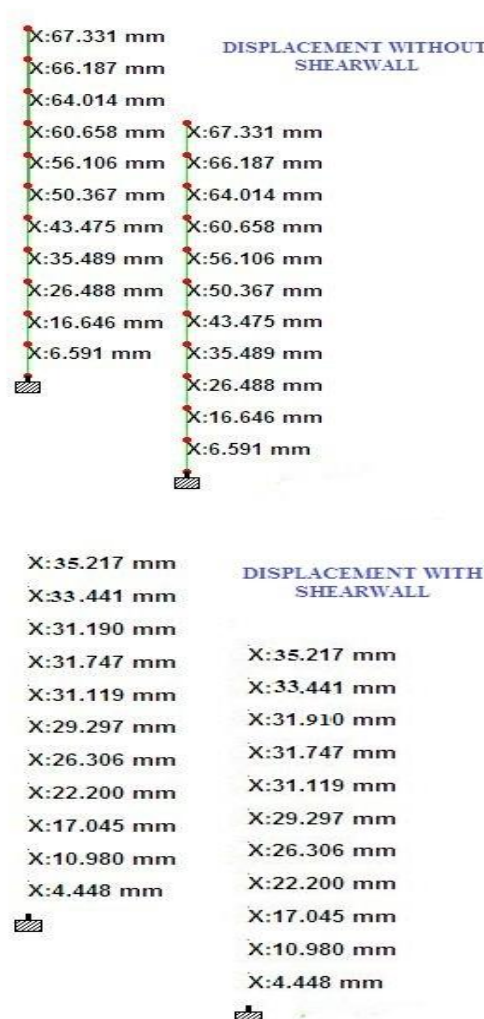 DISPLACEMENT WITHOUT
SHEARWALL
X:67.331 mm
X:66.187 mm
X:64.014 mm
X:60.658 mm
X:56.106 mm
X:50.367 mm
X:43.475 mm
X:35.489 mm
X:26.488 mm
X:16.646 mm
X:6.591 mm
X:67.331 mm
X:66.187 mm
X:64.014 mm
X:60.658 mm
X:56.106 mm
X:50.367 mm
X:43.475 mm
X:35.489 mm
X:26.488 mm
X:16.646 mm
X:6.591 mm
DISPLACEMENT WITH
SHEARWALL
X:35.217 mm
X:33.441 mm
X:31.190 mm
X:31.747 mm
X:31.119 mm
X:29.297 mm
X:26.306 mm
X:22.200 mm
X:17.045 mm
X:10.980 mm
X:4.448 mm
X:35.217 mm
X:33.441 mm
X:31.910 mm
X:31.747 mm
X:31.119 mm
X:29.297 mm
X:26.306 mm
X:22.200 mm
X:17.045 mm
X:10.980 mm
X:4.448 mm